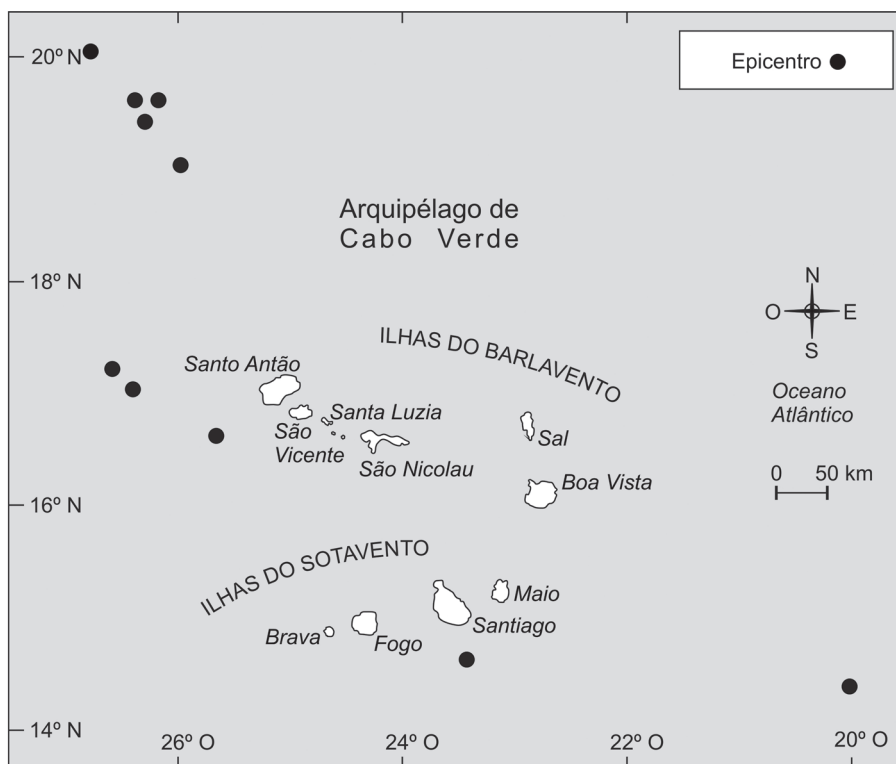 20º N
Epicentro
Arquipélago de
Cabo Verde
18º N
N
O E
S
ILHAS DO BARLAVENTO
Santo Antão
Oceano
Atlântico
Santa Luzia
São
Vicente
São Nicolau
Sal
0 50 km
Boa Vista
16º N
ILHAS DO SOTAVENTO
Maio
Santiago
Brava
Fogo
14º N
26º O 24º O 22º O 20º O